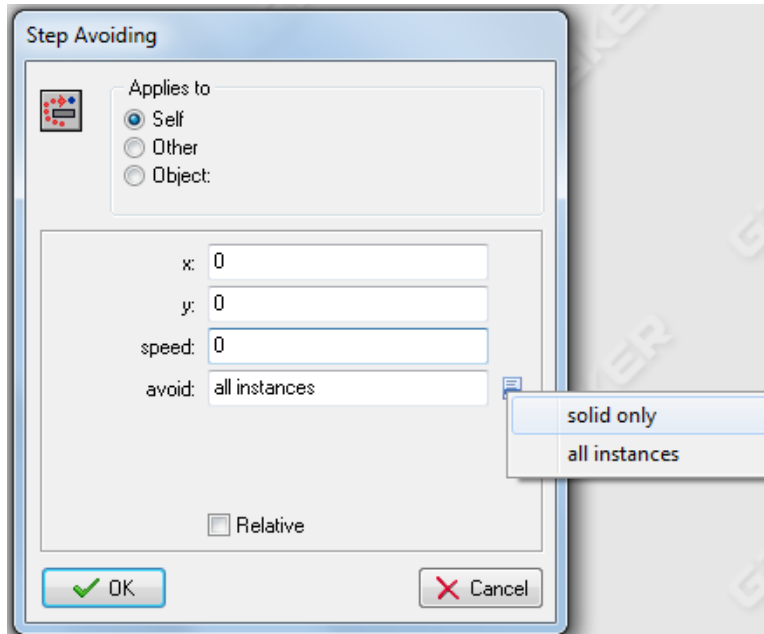 Step Avoiding
Applies to
Self
Other
Object:
x: 0
y: 0
speed: 0
avoid: all instances
solid only
all instances
Relative
OK
Cancel